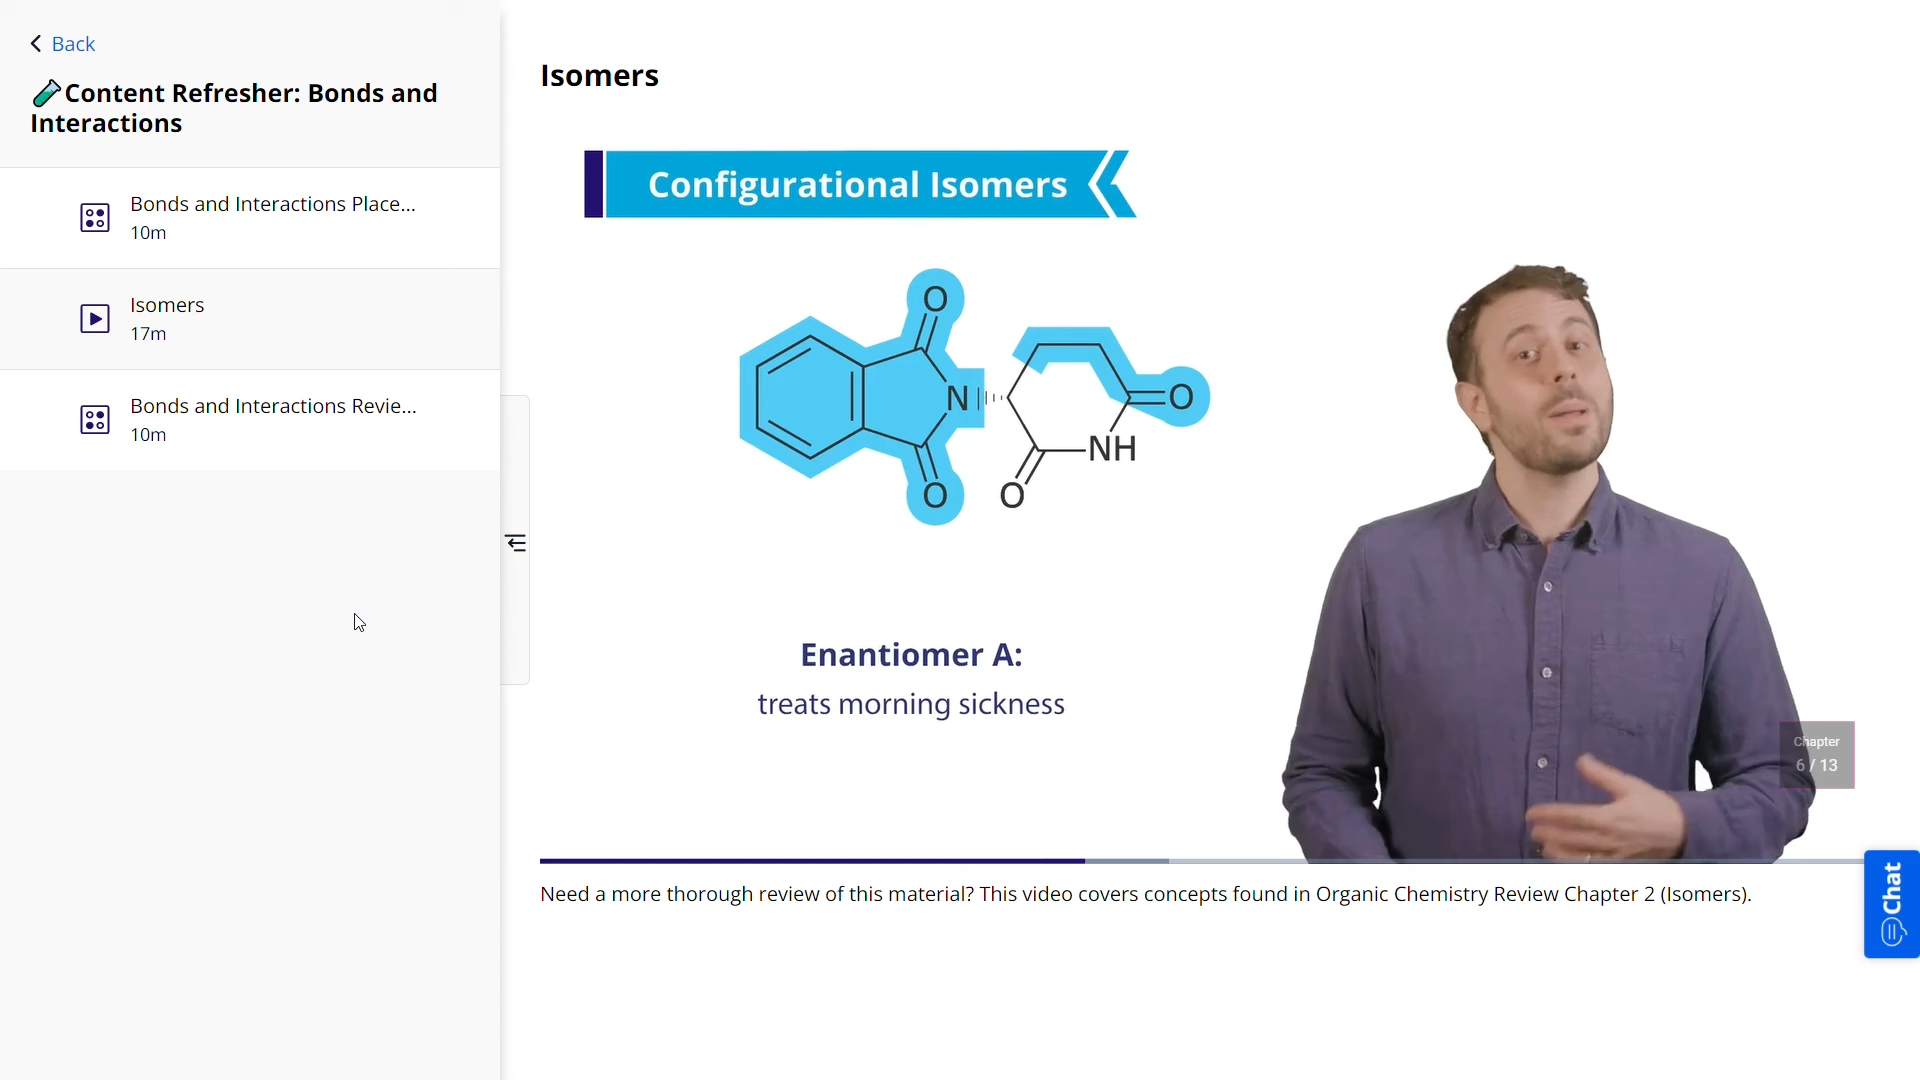 Back
Content Refresher: Bonds and
Interactions
Bonds and Interactions Place...
10m
Isomers
17m
Bonds and Interactions Revie...
10m
Isomers
Configurational Isomers
O
N
O
O
NH
O
Enantiomer A:
treats morning sickness
Chapter
6 / 13
Need a more thorough review of this material? This video covers concepts found in Organic Chemistry Review Chapter 2 (Isomers).
Chat